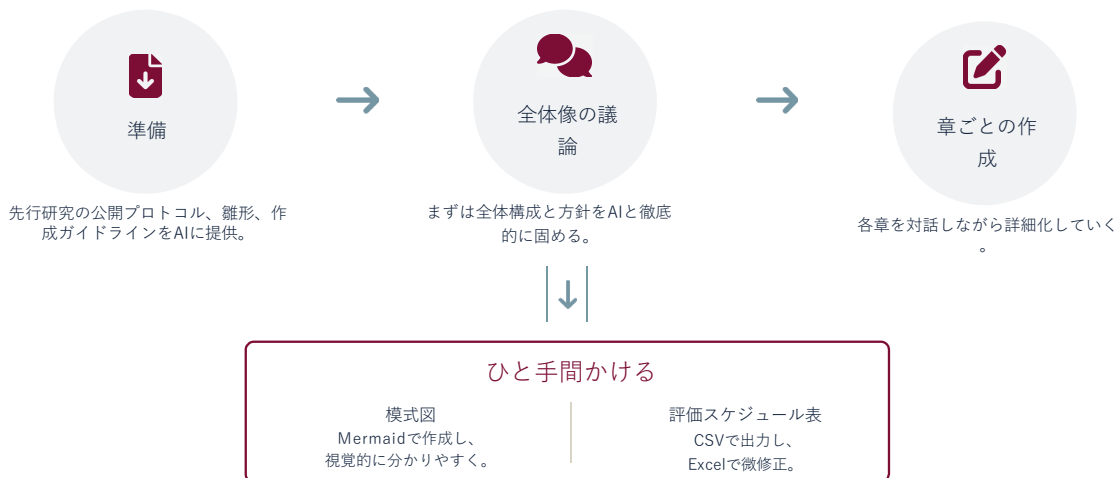 準備
先行研究の公開プロトコル、雛形、作
成ガイドラインをAIに提供。
全体像の議
論
まずは全体構成と方針をAIと徹底
的に固める。
章ごとの作
成
各章を対話しながら詳細化していく
。
ひと手間かける
模式図
Mermaidで作成し、
視覚的に分かりやすく。
評価スケジュール表
CSVで出力し、
Excelで微修正。